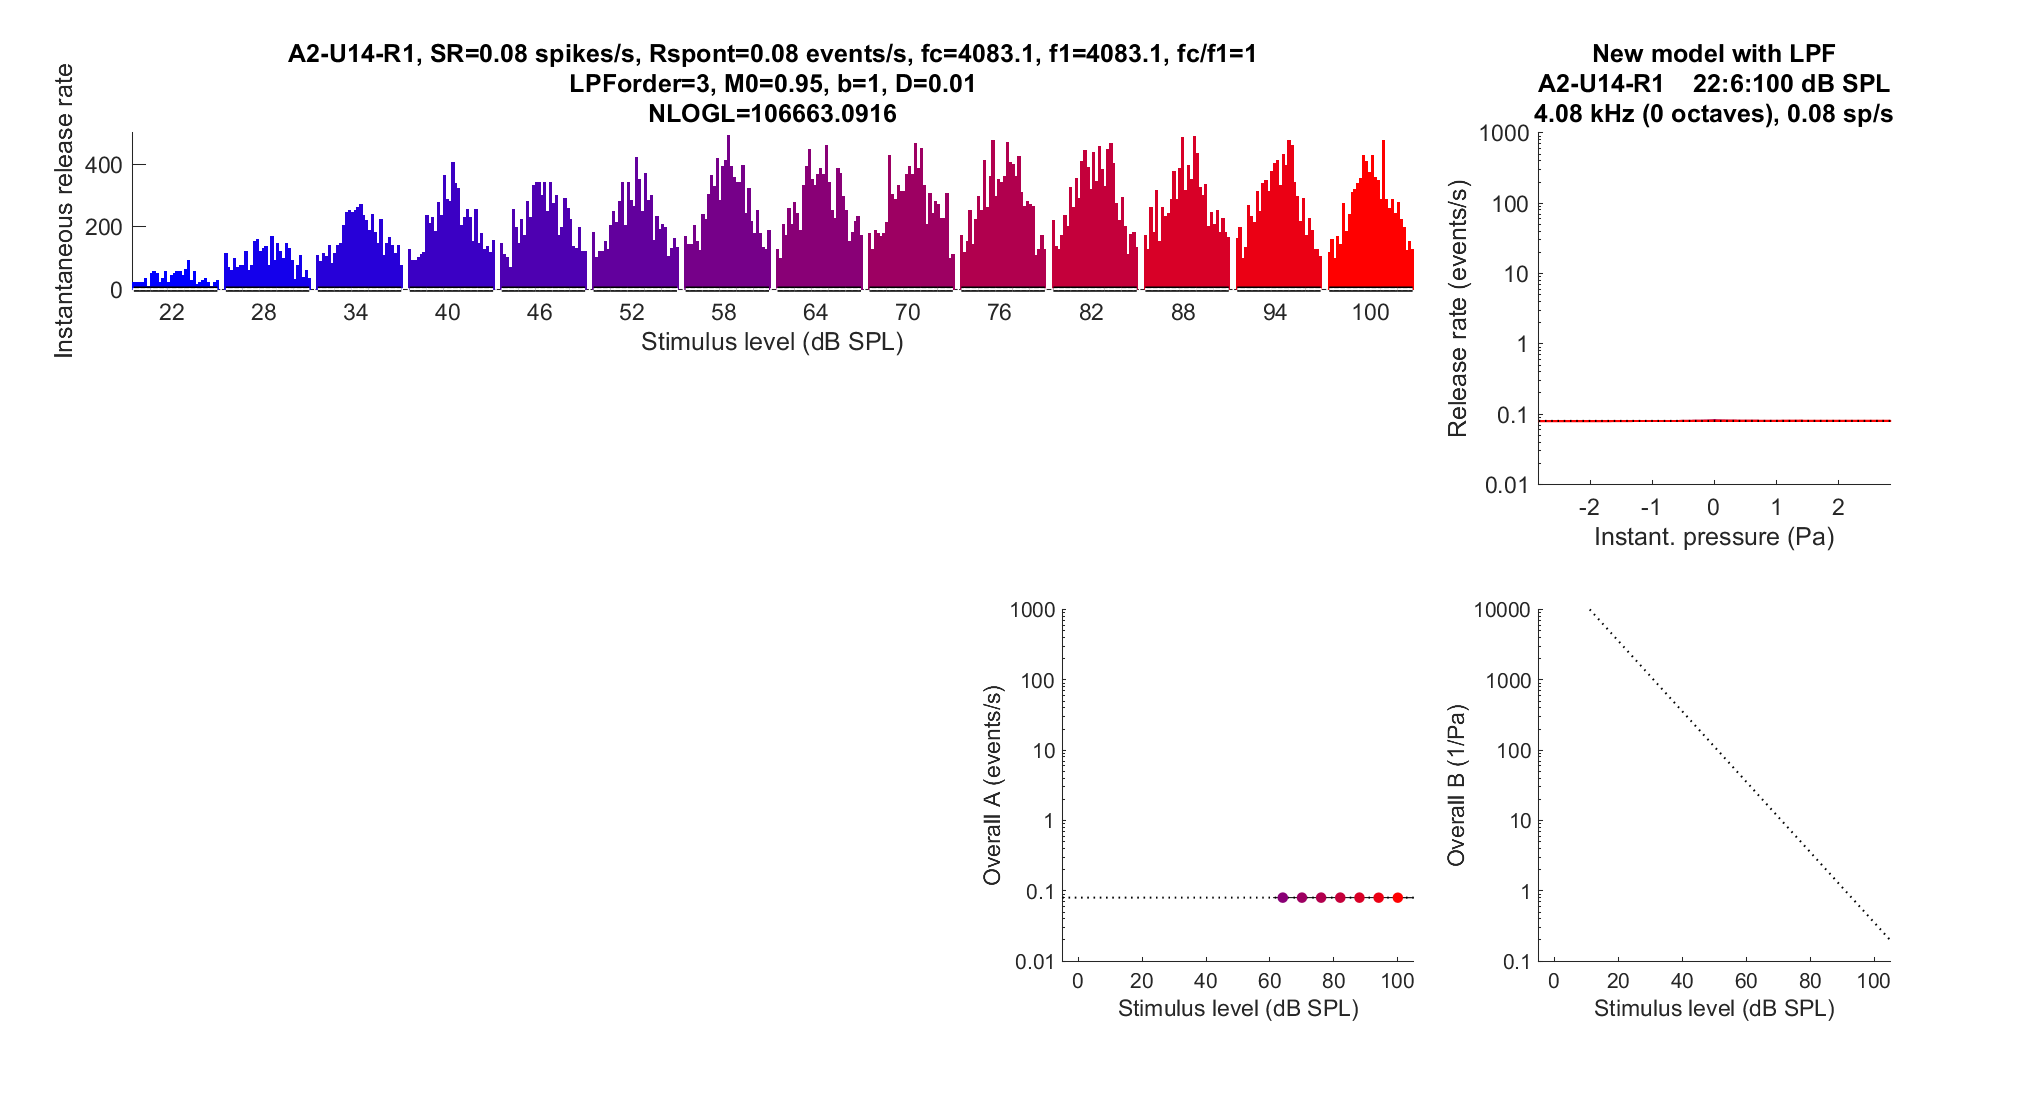 A2-U14-R1, SR=0.08 spikes/s, Rspont=0.08 events/s, fc=4083.1, f1=4083.1, fc/f1=1
LPForder=3, M0=0.95, b=1, D=0.01
NLOGL=106663.0916
Instantaneous release rate
400
200
0
22 28 34 40 46 52 58 64 70 76 82 88 94 100
Stimulus level (dB SPL)
New model with LPF
A2-U14-R1 22:6:100 dB SPL
4.08 kHz (0 octaves), 0.08 sp/s
Release rate (events/s)
1000
100
10
1
0.1
0.01
-2 -1 0 1 2
Instant. pressure (Pa)
Overall A (events/s)
1000
100
10
1
0.1
0.01
0 20 40 60 80 100
Stimulus level (dB SPL)
Overall B (1/Pa)
10000
1000
100
10
1
0.1
0 20 40 60 80 100
Stimulus level (dB SPL)